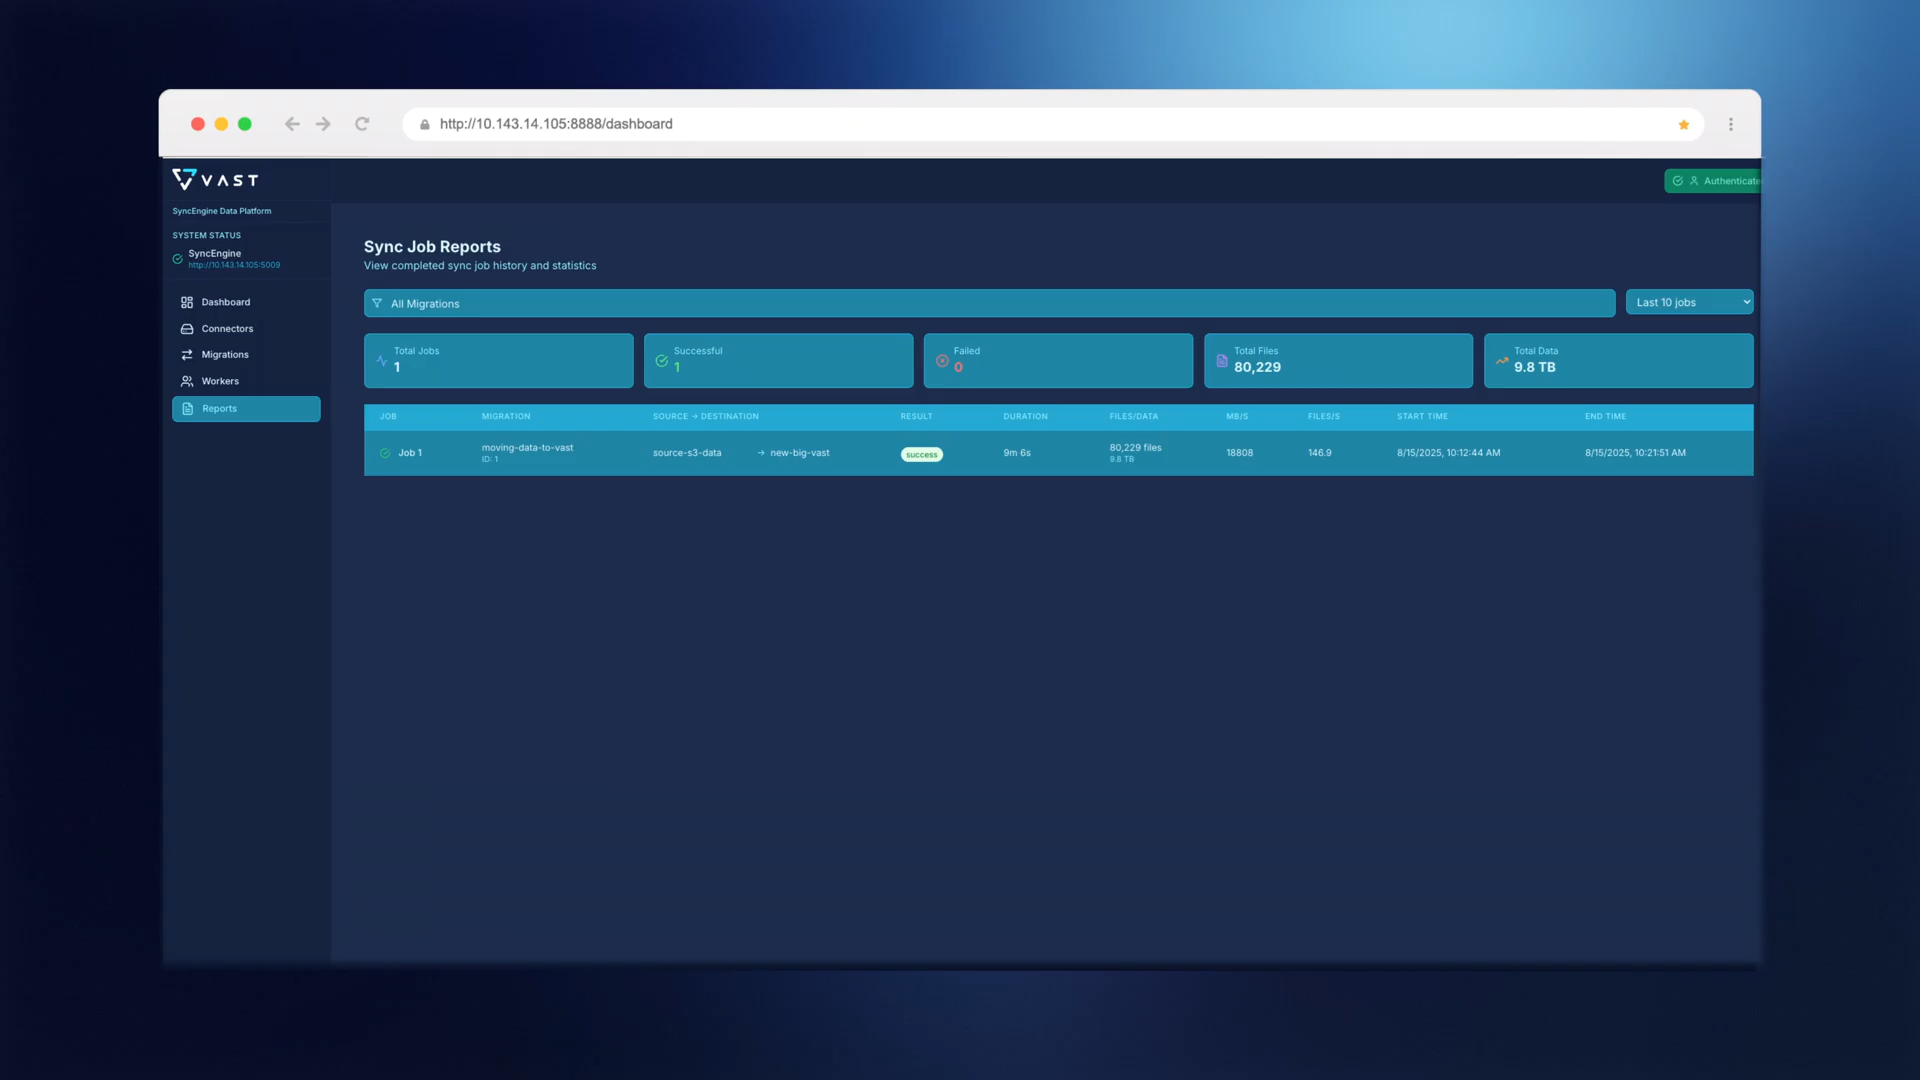 http://10.143.14.105:8888/dashboard
VAST
Authenticate
SyncEngine Data Platform
SYSTEM STATUS
SyncEngine
http://10.143.14.105:5009
Dashboard
Connectors
Migrations
Workers
Reports
Sync Job Reports
View completed sync job history and statistics
All Migrations
Last 10 jobs
Total Jobs
1
Successful
1
Failed
0
Total Files
80,229
Total Data
9.8 TB
JOB MIGRATION SOURCE → DESTINATION RESULT DURATION FILES/DATA MB/S FILES/S START TIME END TIME
Job 1 moving-data-to-vast source-s3-data → new-big-vast success 9m 6s 80,229 files 18808 146.9 8/15/2025, 10:12:44 AM 8/15/2025, 10:21:51 AM
ID: 1 9.8 TB